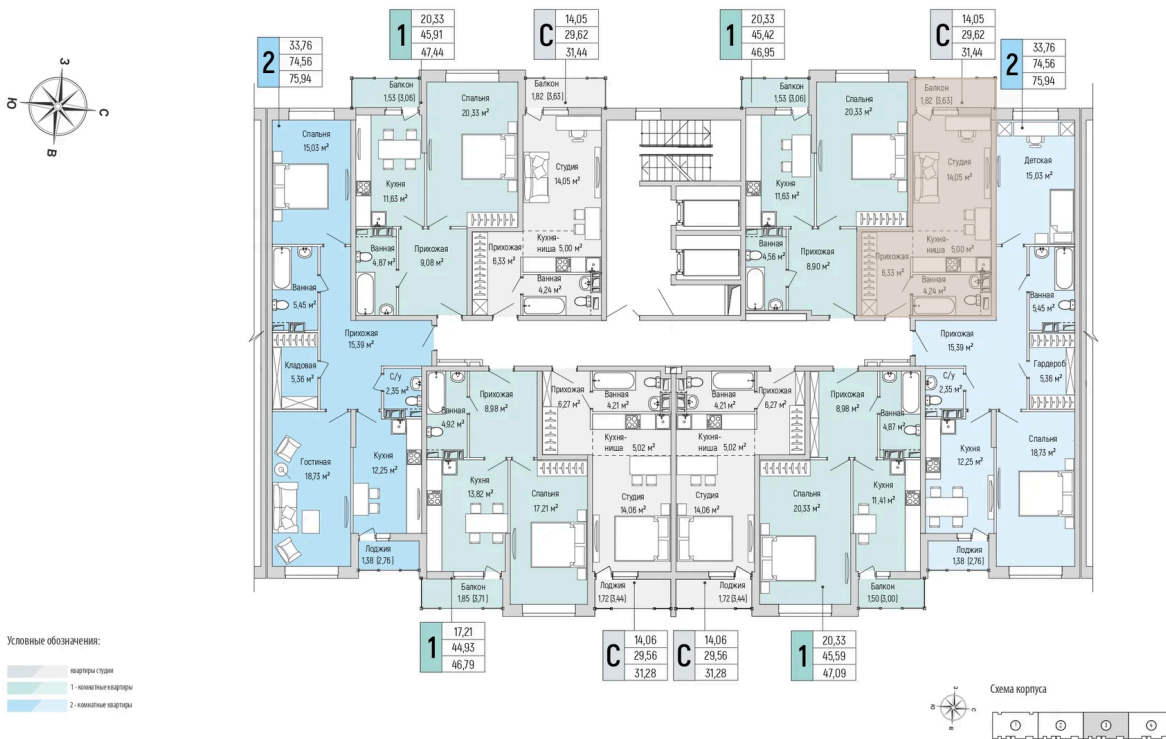 З
Ю
С
В
2
33,76
74,56
75,94
1
20,33
45,91
47,44
С
14,05
29,62
31,44
1
20,33
45,42
46,95
С
14,05
29,62
31,44
2
33,76
74,56
75,94
Балкон
1,53 (3,06)
Спальня
20,33 м²
Балкон
1,82 (3,63)
Балкон
1,53 (3,06)
Спальня
20,33 м²
Балкон
1,82 (3,63)
Спальня
15,03 м²
Кухня
11,63 м²
Студия
14,05 м²
Кухня
11,63 м²
Студия
14,05 м²
Детская
15,03 м²
Ванная
4,87 м²
Прихожая
9,08 м²
Прихожая
6,33 м²
Кухня-
ниша 5,00 м²
Ванная
4,24 м²
Ванная
4,56 м²
Прихожая
8,90 м²
Прихожая
6,33 м²
Кухня-
ниша 5,00 м²
Ванная
4,24 м²
Ванная
5,45 м²
Ванная
5,45 м²
Прихожая
15,39 м²
Прихожая
15,39 м²
Кладовая
5,36 м²
С/у
2,35 м²
Ванная
4,92 м²
Прихожая
8,98 м²
Прихожая
6,27 м²
Ванная
4,21 м²
Ванная
4,21 м²
Прихожая
6,27 м²
Прихожая
8,98 м²
Ванная
4,87 м²
С/у
2,35 м²
Гардероб
5,36 м²
Кухня-
ниша 5,02 м²
Кухня-
ниша 5,02 м²
Гостиная
18,73 м²
Кухня
12,25 м²
Кухня
13,82 м²
Спальня
17,21 м²
Студия
14,06 м²
Студия
14,06 м²
Спальня
20,33 м²
Кухня
11,41 м²
Кухня
12,25 м²
Спальня
18,73 м²
Лоджия
1,38 (2,76)
Балкон
1,85 (3,71)
Лоджия
1,72 (3,44)
Лоджия
1,72 (3,44)
Балкон
1,50 (3,00)
Лоджия
1,38 (2,76)
1
17,21
44,93
46,79
С
14,06
29,56
31,28
С
14,06
29,56
31,28
1
20,33
45,59
47,09
Условные обозначения:
квартиры студии
1 - комнатные квартиры
2 - комнатные квартиры
З
Ю
С
В
Схема корпуса
1
2
3
4